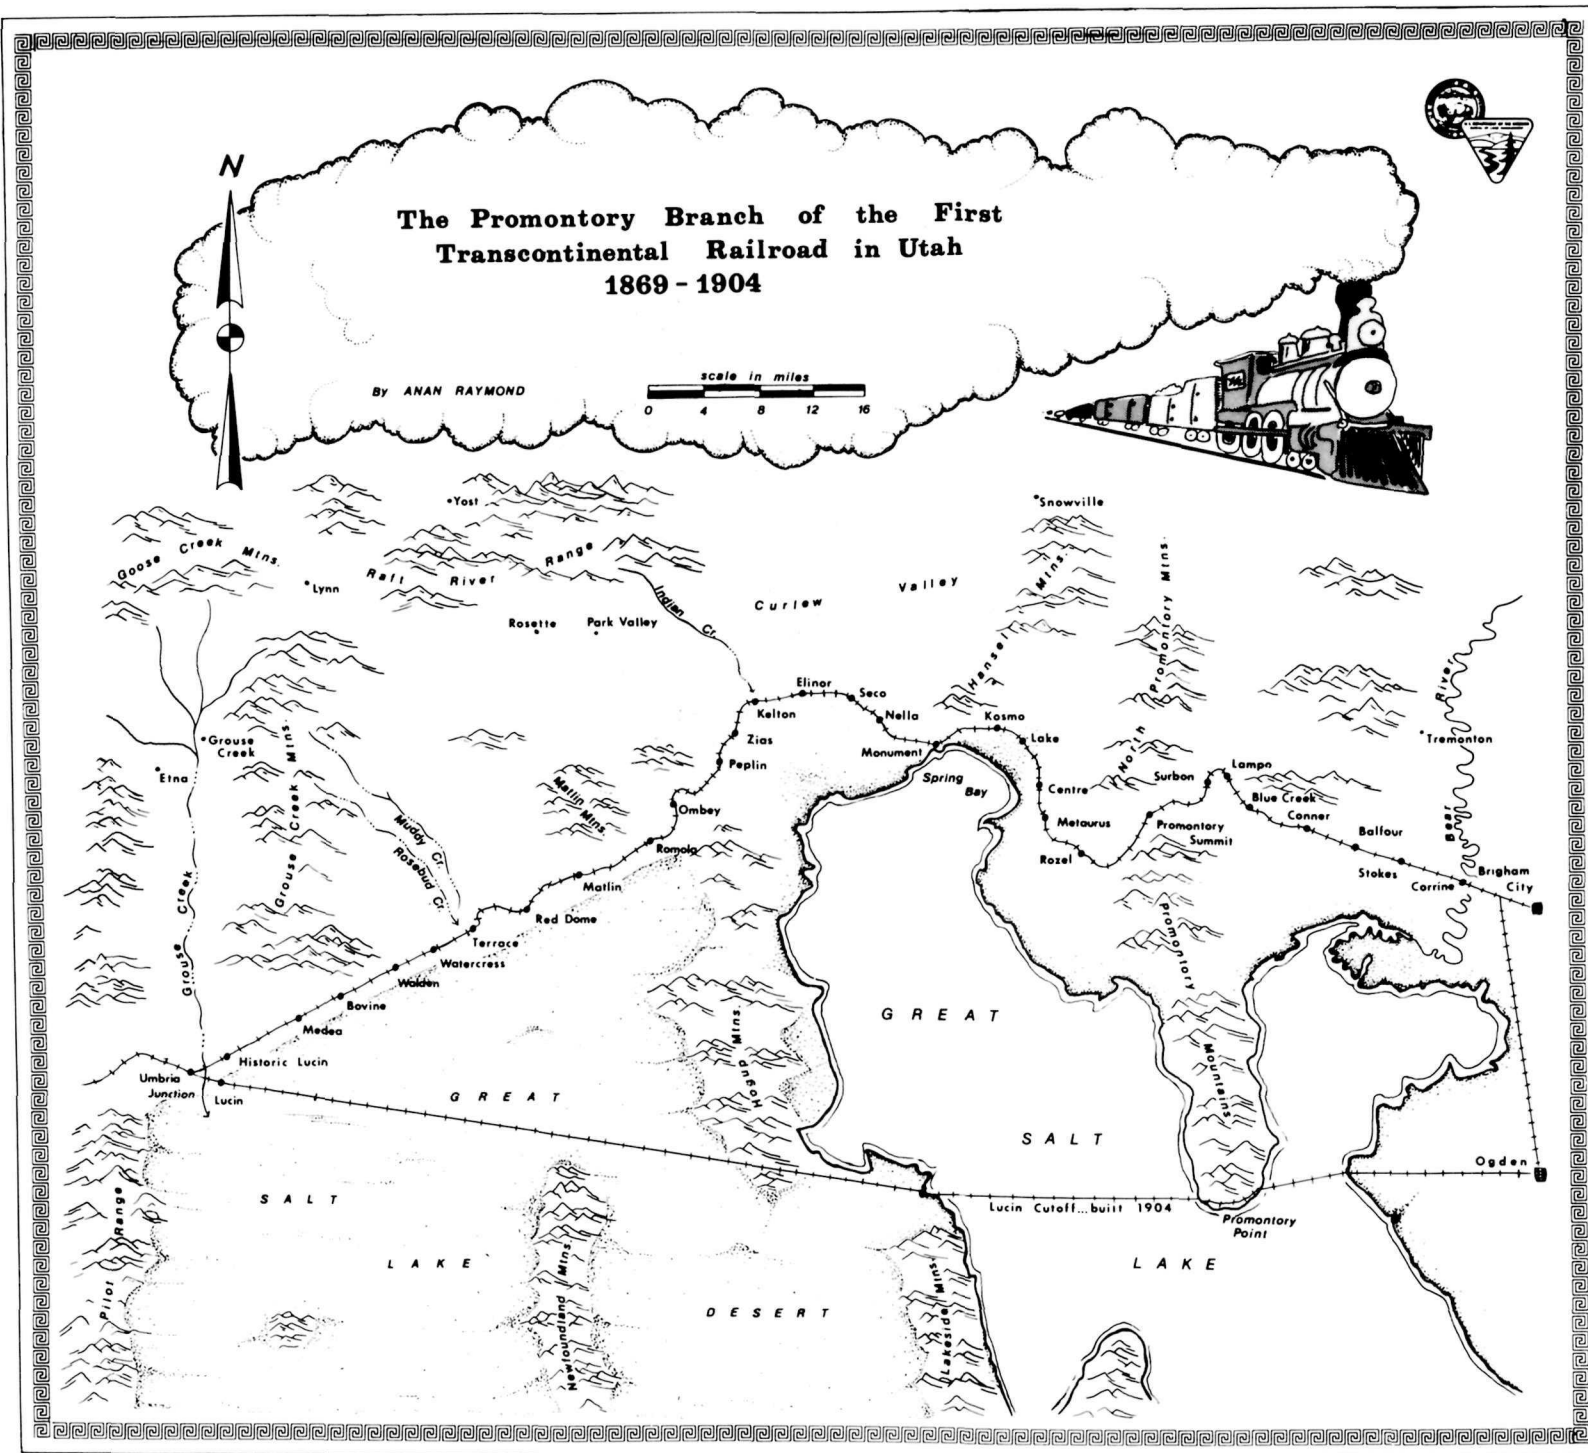 N
The Promontory Branch of the First
Transcontinental Railroad in Utah
1869 - 1904
By ANAN RAYMOND
scale in miles
0 4 8 12 16
Yost
Snowville
Goose Creek Mtns.
Lynn
Raft River Range
Indian Cr.
Curlew Valley
Hansel Mtns.
North Promontory Mtns.
Rosette
Park Valley
Bear River
Elinor
Seco
Kelton
Nella
Kosmo
Lake
Zias
Monument
Grouse
Creek
Etna
Grouse Creek Mtns.
Peplin
Spring
Bay
Surbon
Lampo
Tremonton
Matlin Mtns.
Centre
Blue Creek
Ombey
Metaurus
Promontory
Summit
Conner
Muddy Cr.
Rosebud Cr.
Romola
Rozel
Balfour
Stokes
Corrine
Brigham
City
Matlin
Red Dome
Grouse Creek
Terrace
Watercress
Walden
Bovine
Medea
Historic Lucin
Umbria
Junction
Lucin
Promontory
Mountains
Hogup Mtns.
GREAT
SALT
LAKE
GREAT
SALT
LAKE
DESERT
Ogden
Lucin Cutoff...built 1904
Promontory
Point
Pilot Range
Newfoundland Mtns.
Lakeside Mtns.